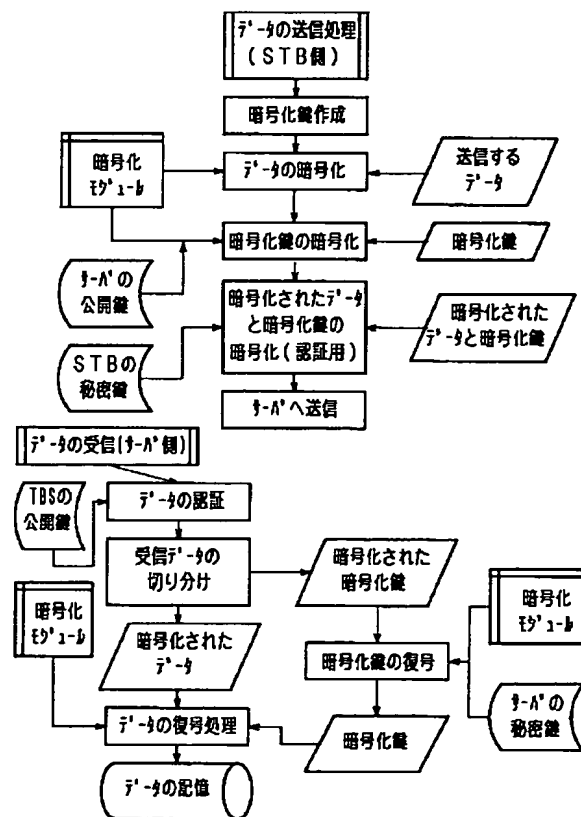 ﾃﾞｰﾀの送信処理
(STB側)
暗号化鍵作成
暗号化
ﾓｼﾞｭｰﾙ
データの暗号化
送信する
ﾃﾞｰﾀ
暗号化鍵の暗号化
暗号化鍵
ｻｰﾊﾞの
公開鍵
暗号化されたﾃﾞｰﾀ
と暗号化鍵の
暗号化(認証用)
暗号化された
ﾃﾞｰﾀと暗号化鍵
STBの
秘密鍵
ｻｰﾊﾞへ送信
ﾃﾞｰﾀの受信(ｻｰﾊﾞ側)
TBSの
公開鍵
ﾃﾞｰﾀの認証
受信ﾃﾞｰﾀの
切り分け
暗号化された
暗号化鍵
暗号化
ﾓｼﾞｭｰﾙ
暗号化
ﾓｼﾞｭｰﾙ
暗号化された
ﾃﾞｰﾀ
暗号化鍵の復号
ｻｰﾊﾞの
秘密鍵
ﾃﾞｰﾀの復号処理
暗号化鍵
ﾃﾞｰﾀの記憶